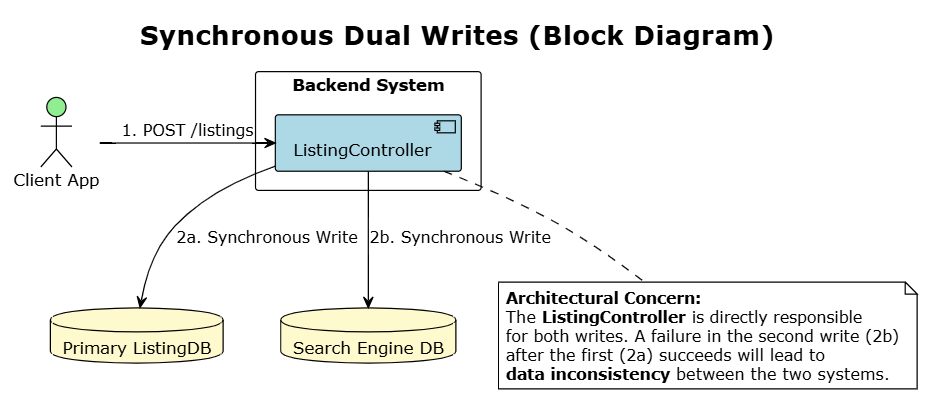 Synchronous Dual Writes (Block Diagram)
Backend System
1. POST /listings
ListingController
Client App
2a. Synchronous Write
2b. Synchronous Write
Primary ListingDB
Search Engine DB
Architectural Concern:
The ListingController is directly responsible
for both writes. A failure in the second write (2b)
after the first (2a) succeeds will lead to
data inconsistency between the two systems.